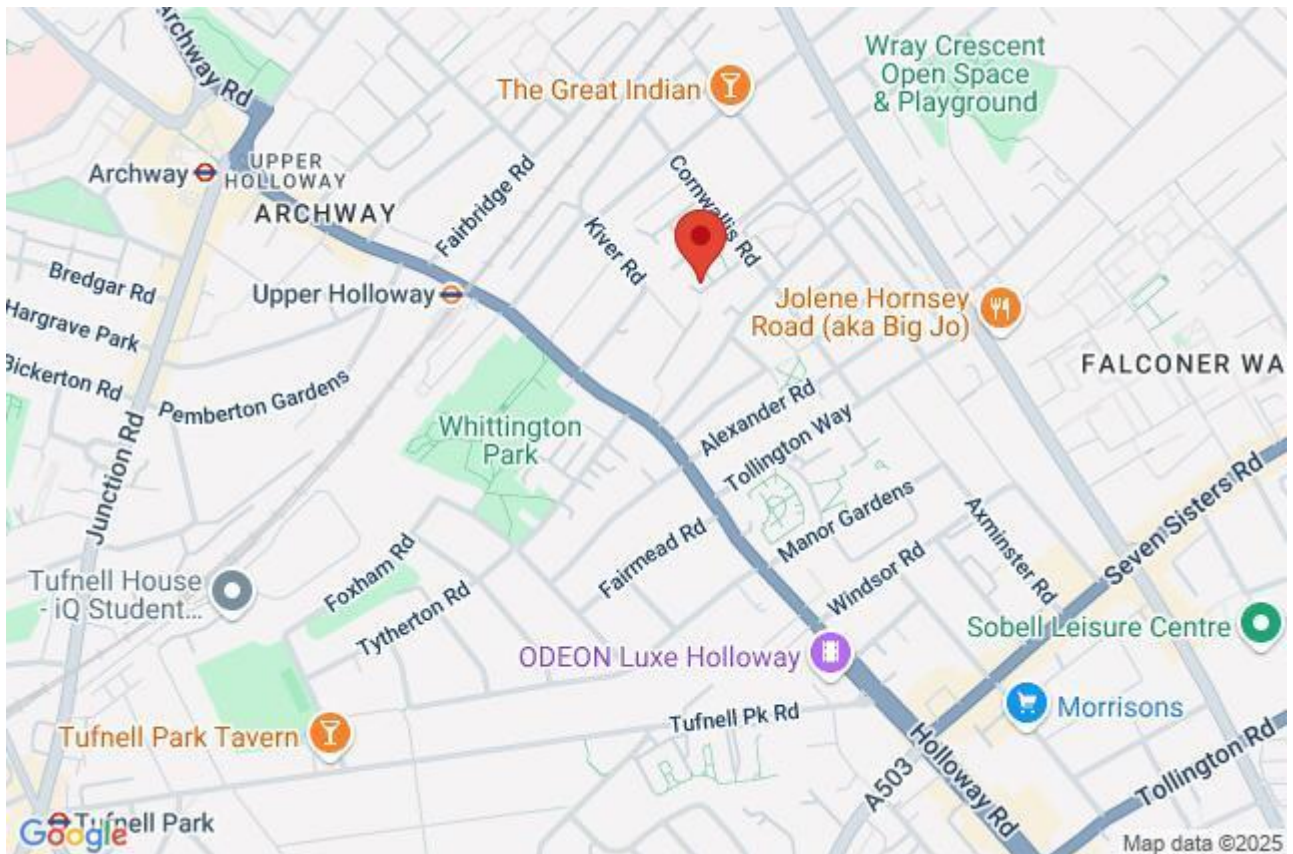 Archway Rd
Wray Crescent
Open Space
& Playground
The Great Indian
Archway
UPPER
HOLLOWAY
ARCHWAY
Fairbridge Rd
Cornwallis Rd
Kiver Rd
Bredgar Rd
Upper Holloway
Jolene Hornsey
Road (aka Big Jo)
Hargrave Park
FALCONER WA
Bickerton Rd
Pemberton Gardens
Whittington
Park
Alexander Rd
Tollington Way
Junction Rd
Manor Gardens
Axminster Rd
Seven Sisters Rd
Foxham Rd
Fairmead Rd
Windsor Rd
Tufnell House
- iQ Student...
Tytherton Rd
Sobell Leisure Centre
ODEON Luxe Holloway
Morrisons
Tufnell Pk Rd
Tufnell Park Tavern
Holloway Rd
Tollington Rd
A503
Tufnell Park
Google
Map data ©2025